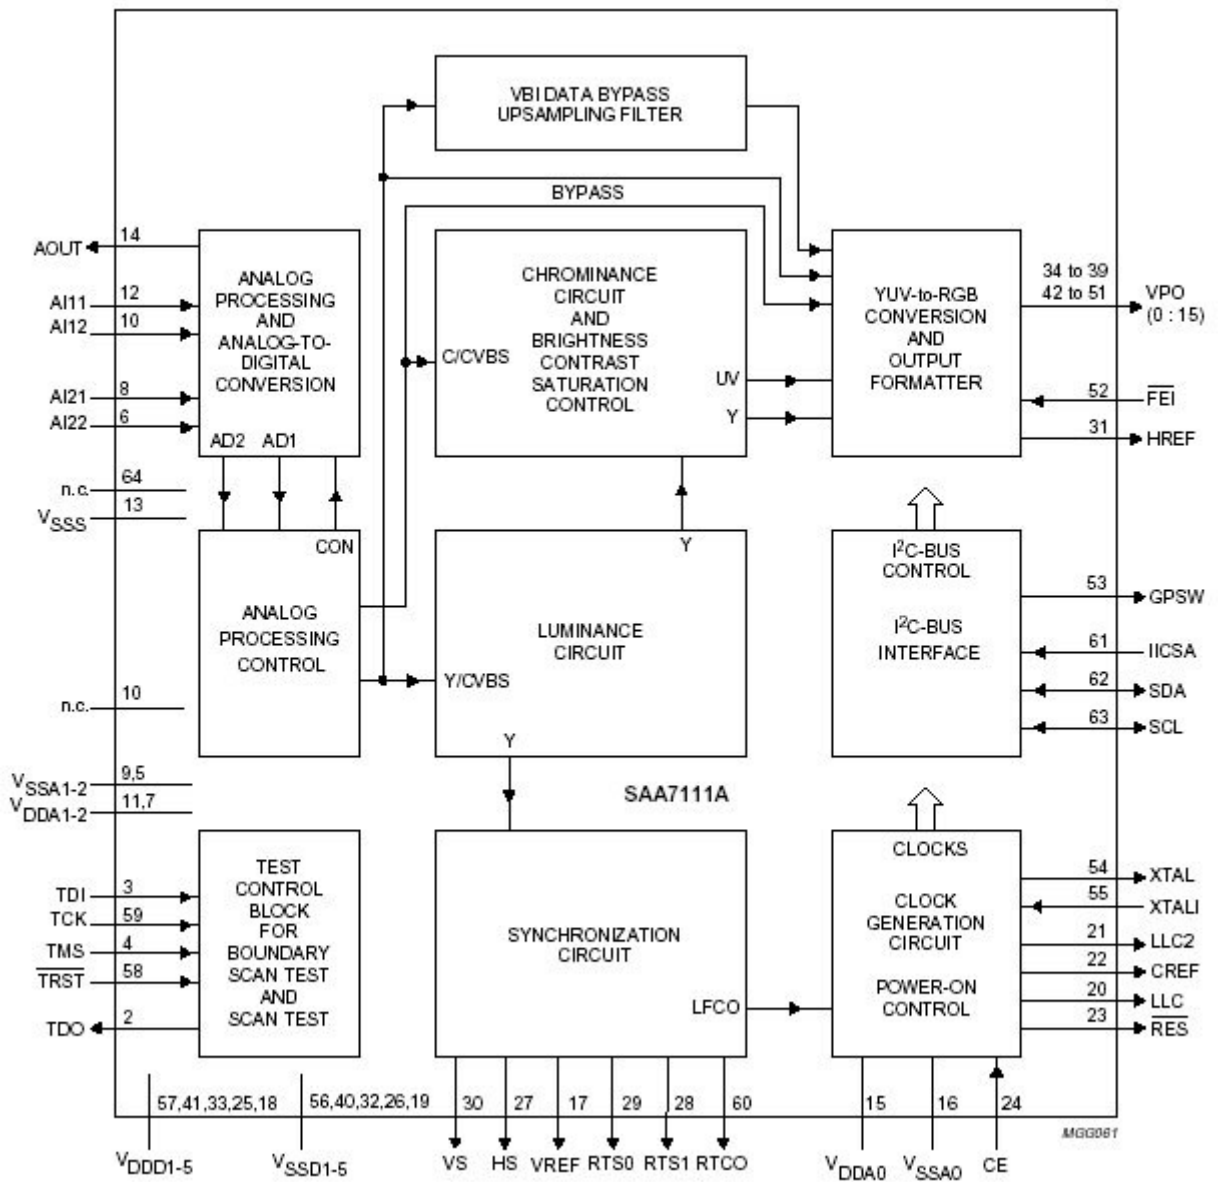 VBI DATA BYPASS
UPSAMPLING FILTER
BYPASS
AOUT
14
AI11
12
AI12
10
AI21
8
AI22
6
ANALOG
PROCESSING
AND
ANALOG-TO-
DIGITAL
CONVERSION
AD2
AD1
CHROMINANCE
CIRCUIT
AND
BRIGHTNESS
CONTRAST
SATURATION
CONTROL
C/CVBS
UV
Y
YUV-to-RGB
CONVERSION
AND
OUTPUT
FORMATTER
34 to 39
42 to 51
VPO
(0 : 15)
52
FEI
31
HREF
n.c.
64
VSSS
13
CON
ANALOG
PROCESSING
CONTROL
n.c.
10
Y
LUMINANCE
CIRCUIT
Y/CVBS
Y
I2C-BUS
CONTROL
I2C-BUS
INTERFACE
53
GPSW
61
IICSA
62
SDA
63
SCL
VSSA1-2
9,5
VDDA1-2
11,7
SAA7111A
TDI
3
TCK
59
TMS
4
TRST
58
TDO
2
TEST
CONTROL
BLOCK
FOR
BOUNDARY
SCAN TEST
AND
SCAN TEST
SYNCHRONIZATION
CIRCUIT
LFCO
CLOCKS
CLOCK
GENERATION
CIRCUIT
POWER-ON
CONTROL
54
XTAL
55
XTALI
21
LLC2
22
CREF
20
LLC
23
RES
57,41,33,25,18
56,40,32,26,19
30
27
17
29
28
60
15
16
24
MGG061
VDDD1-5
VSSD1-5
VS
HS
VREF
RTS0
RTS1
RTCO
VDDA0
VSSA0
CE